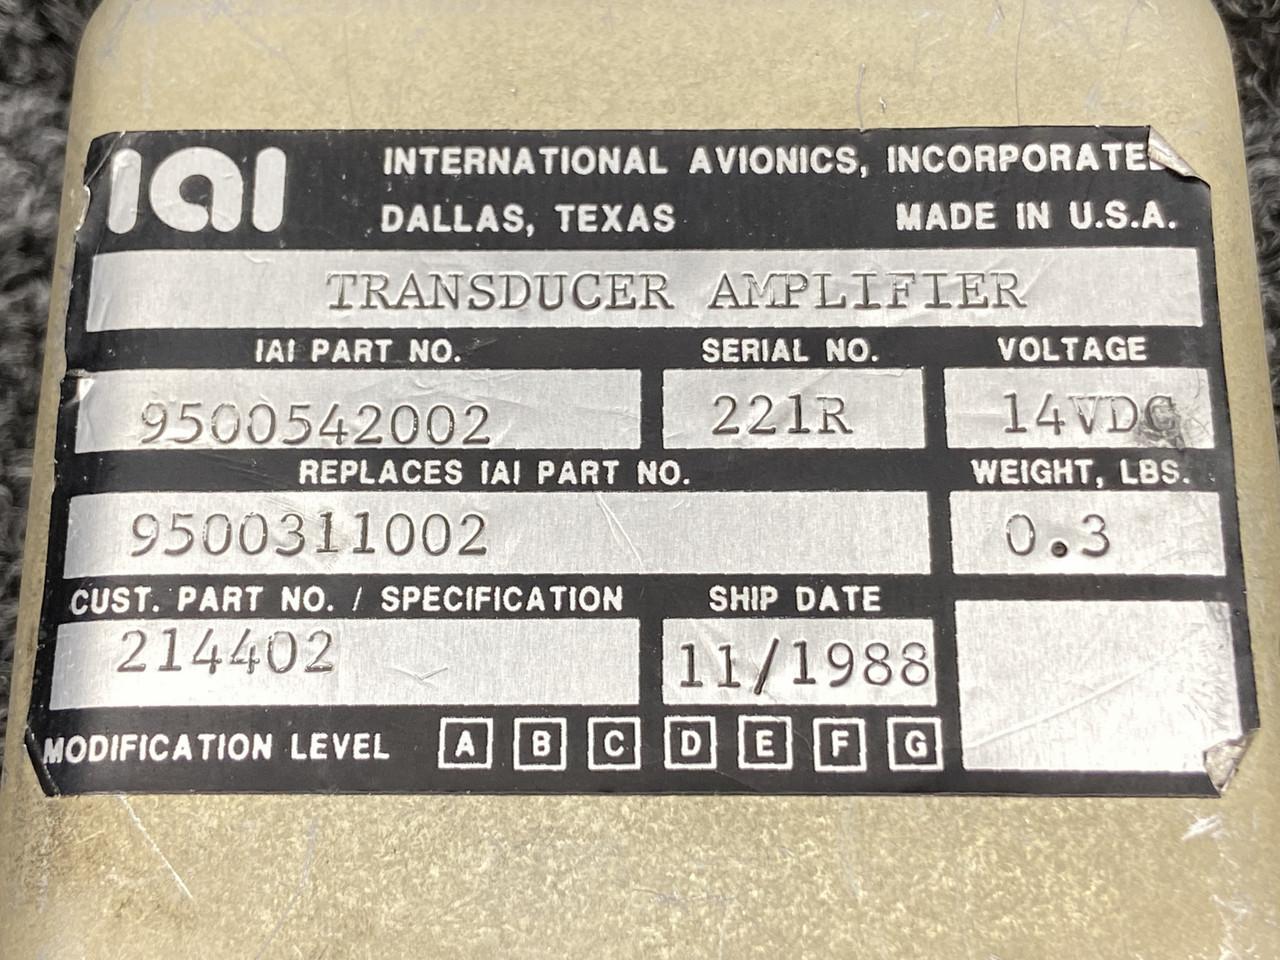 IAI INTERNATIONAL AVIONICS, INCORPORATED
DALLAS, TEXAS MADE IN U.S.A.
TRANSDUCER AMPLIFIER
IAI PART NO. SERIAL NO. VOLTAGE
9500542002 221R 14VDC
REPLACES IAI PART NO. WEIGHT, LBS.
9500311002 0.3
CUST. PART NO. / SPECIFICATION SHIP DATE
214402 11/1988
MODIFICATION LEVEL A B C D E F G